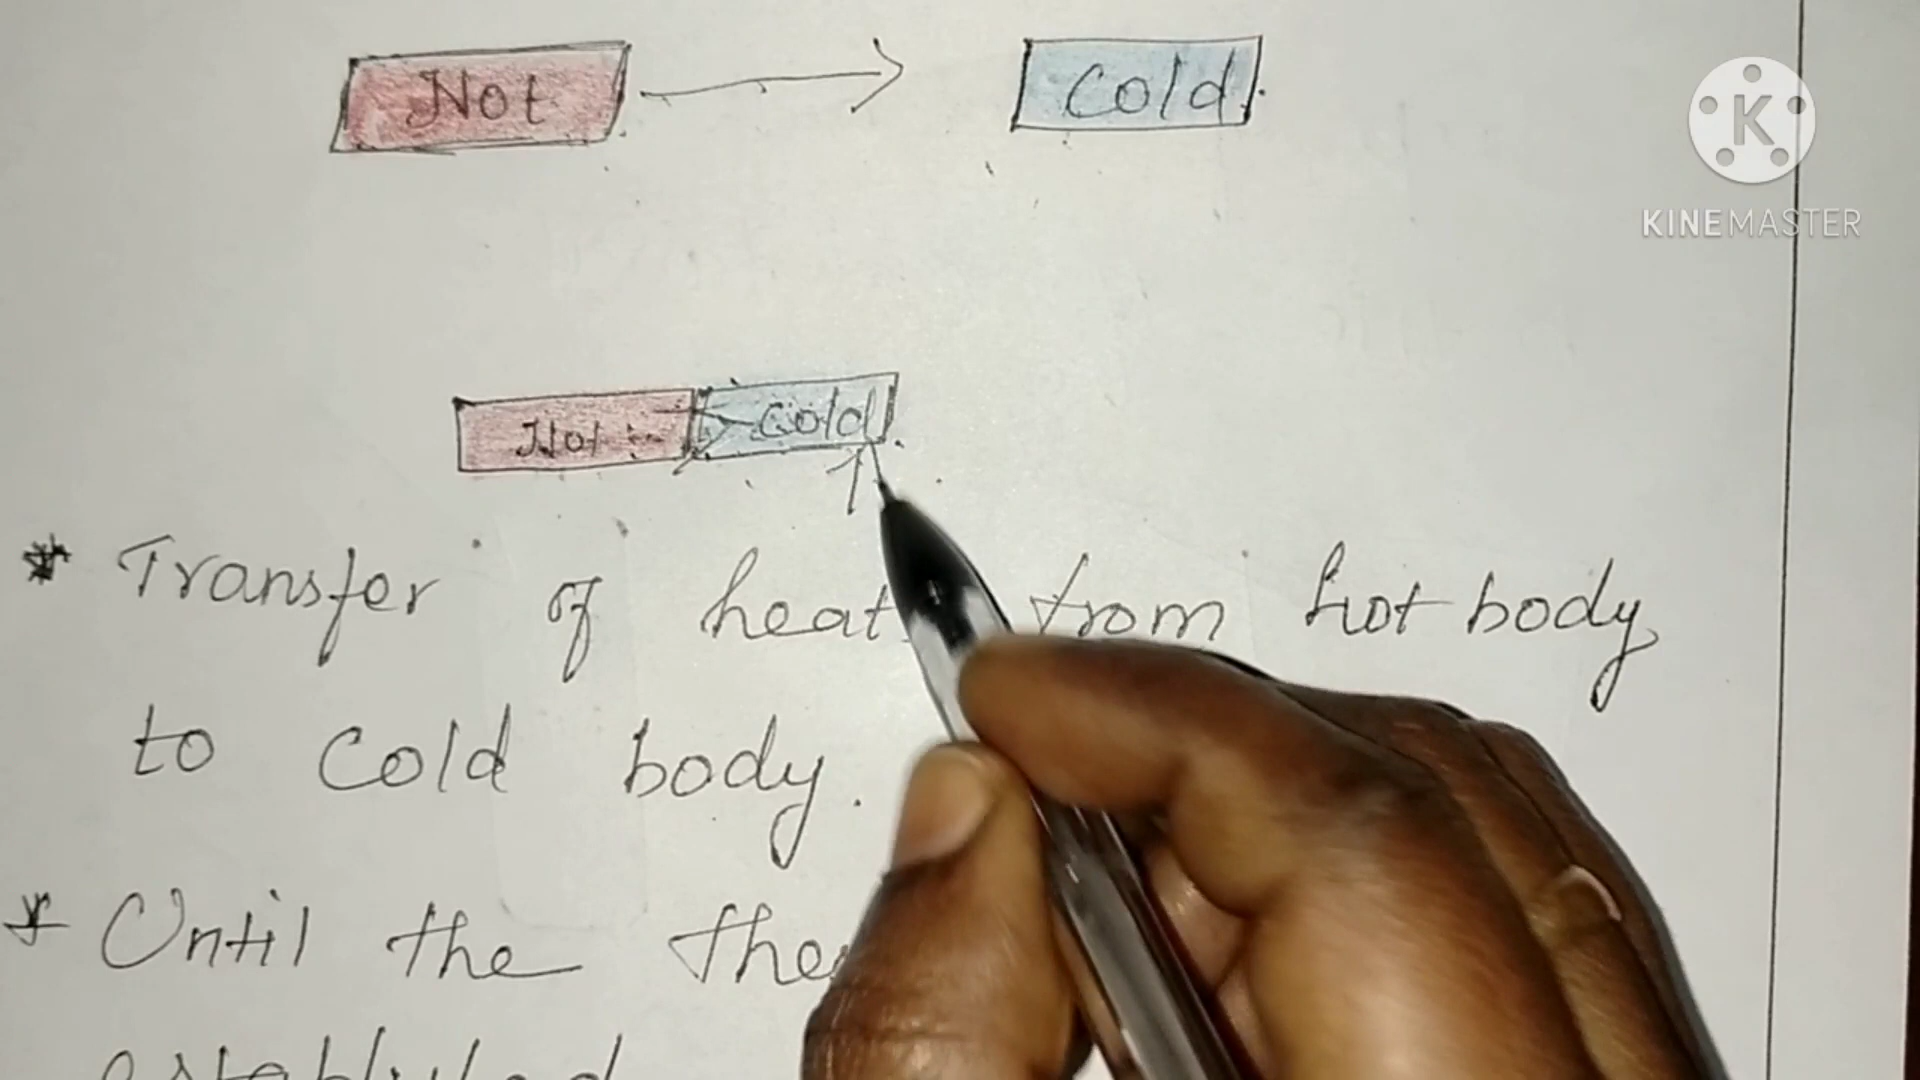 Hot Cold
K
KINEMASTER
Hot Cold
* Transfer of heat from hot body
to cold body.
* Until the